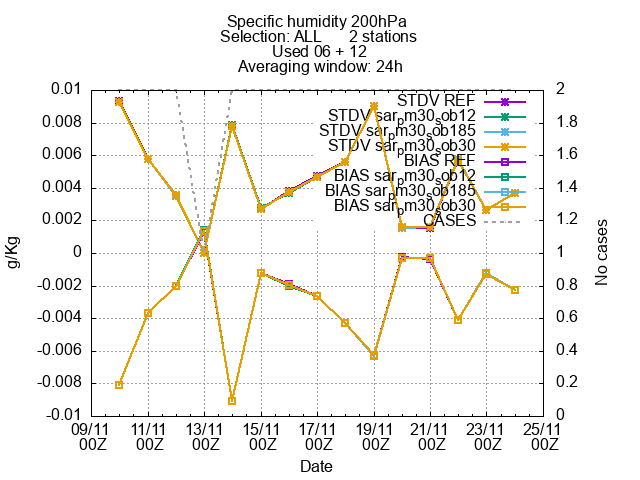 Specific humidity 200hPa
Selection: ALL 2 stations
Used 06 + 12
Averaging window: 24h
0.01
0.008
0.006
0.004
0.002
0
-0.002
-0.004
-0.006
-0.008
-0.01
g/Kg
STDV REF
STDV sar_pm30_sob12
STDV sar_pm30_sob185
STDV sar_pm30_sob30
BIAS REF
BIAS sar_pm30_sob12
BIAS sar_pm30_sob185
BIAS sar_pm30_sob30
CASES
2
1.8
1.6
1.4
1.2
1
0.8
0.6
0.4
0.2
0
No cases
09/11 11/11 13/11 15/11 17/11 19/11 21/11 23/11 25/11
00Z 00Z 00Z 00Z 00Z 00Z 00Z 00Z 00Z
Date